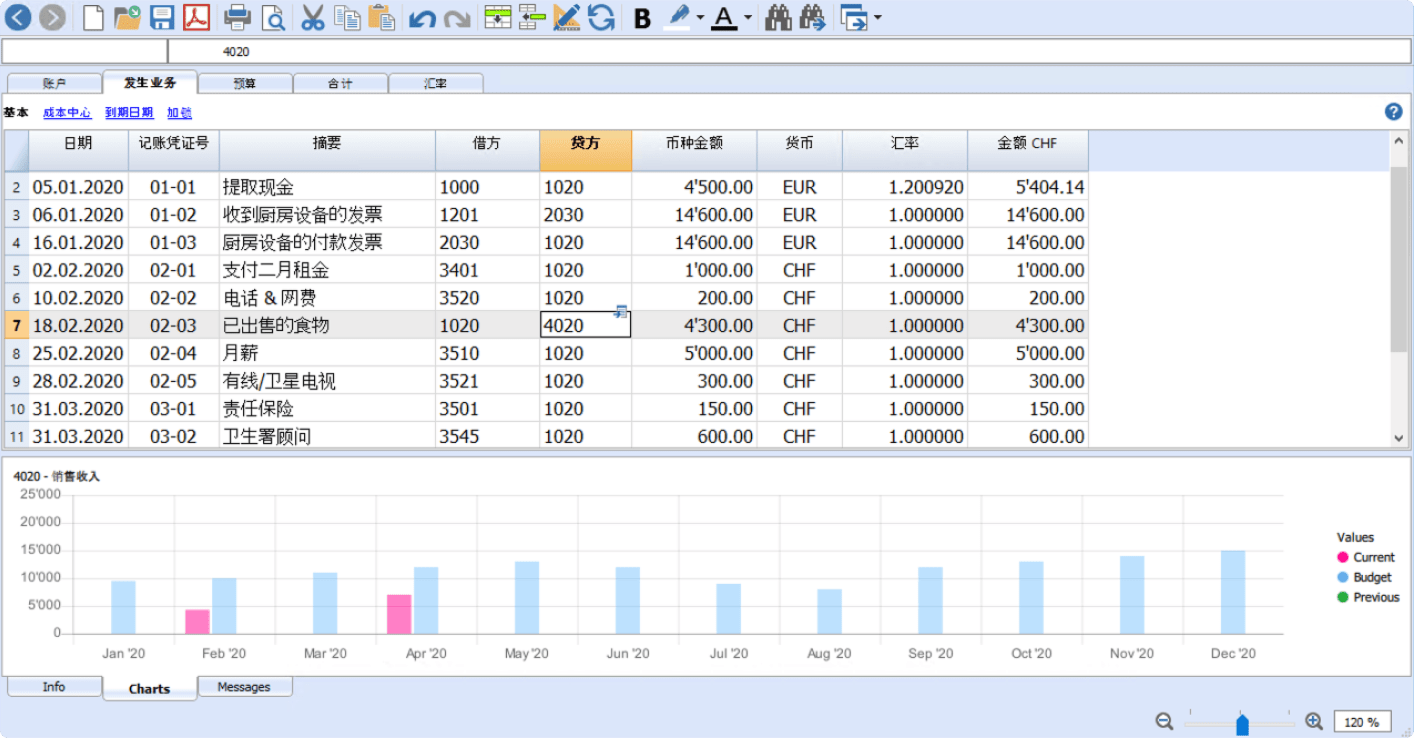 B A
4020
账户 发生业务 预算 合计 汇率
基本 成本中心 到期日期 加锁
日期 记账凭证号 摘要 借方 贷方 币种金额 货币 汇率 金额 CHF
2 05.01.2020 01-01 提取现金 1000 1020 4'500.00 EUR 1.200920 5'404.14
3 06.01.2020 01-02 收到厨房设备的发票 1201 2030 14'600.00 EUR 1.000000 14'600.00
4 16.01.2020 01-03 厨房设备的付款发票 2030 1020 14'600.00 EUR 1.000000 14'600.00
5 02.02.2020 02-01 支付二月租金 3401 1020 1'000.00 CHF 1.000000 1'000.00
6 10.02.2020 02-02 电话 & 网费 3520 1020 200.00 CHF 1.000000 200.00
7 18.02.2020 02-03 已出售的食物 1020 4020 4'300.00 CHF 1.000000 4'300.00
8 25.02.2020 02-04 月薪 3510 1020 5'000.00 CHF 1.000000 5'000.00
9 28.02.2020 02-05 有线/卫星电视 3521 1020 300.00 CHF 1.000000 300.00
10 31.03.2020 03-01 责任保险 3501 1020 150.00 CHF 1.000000 150.00
11 31.03.2020 03-02 卫生署顾问 3545 1020 600.00 CHF 1.000000 600.00
4020 - 销售收入
25'000
20'000
15'000
10'000
5'000
0
Jan '20 Feb '20 Mar '20 Apr '20 May '20 Jun '20 Jul '20 Aug '20 Sep '20 Oct '20 Nov '20 Dec '20
Values
Current
Budget
Previous
Info Charts Messages
120 %